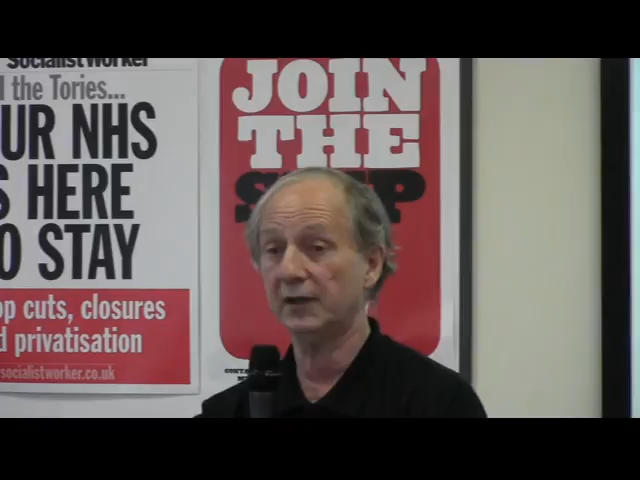 SocialistWorker
the Tories...
UR NHS
S HERE
O STAY
op cuts, closures
d privatisation
socialistworker.co.uk
JOIN
THE